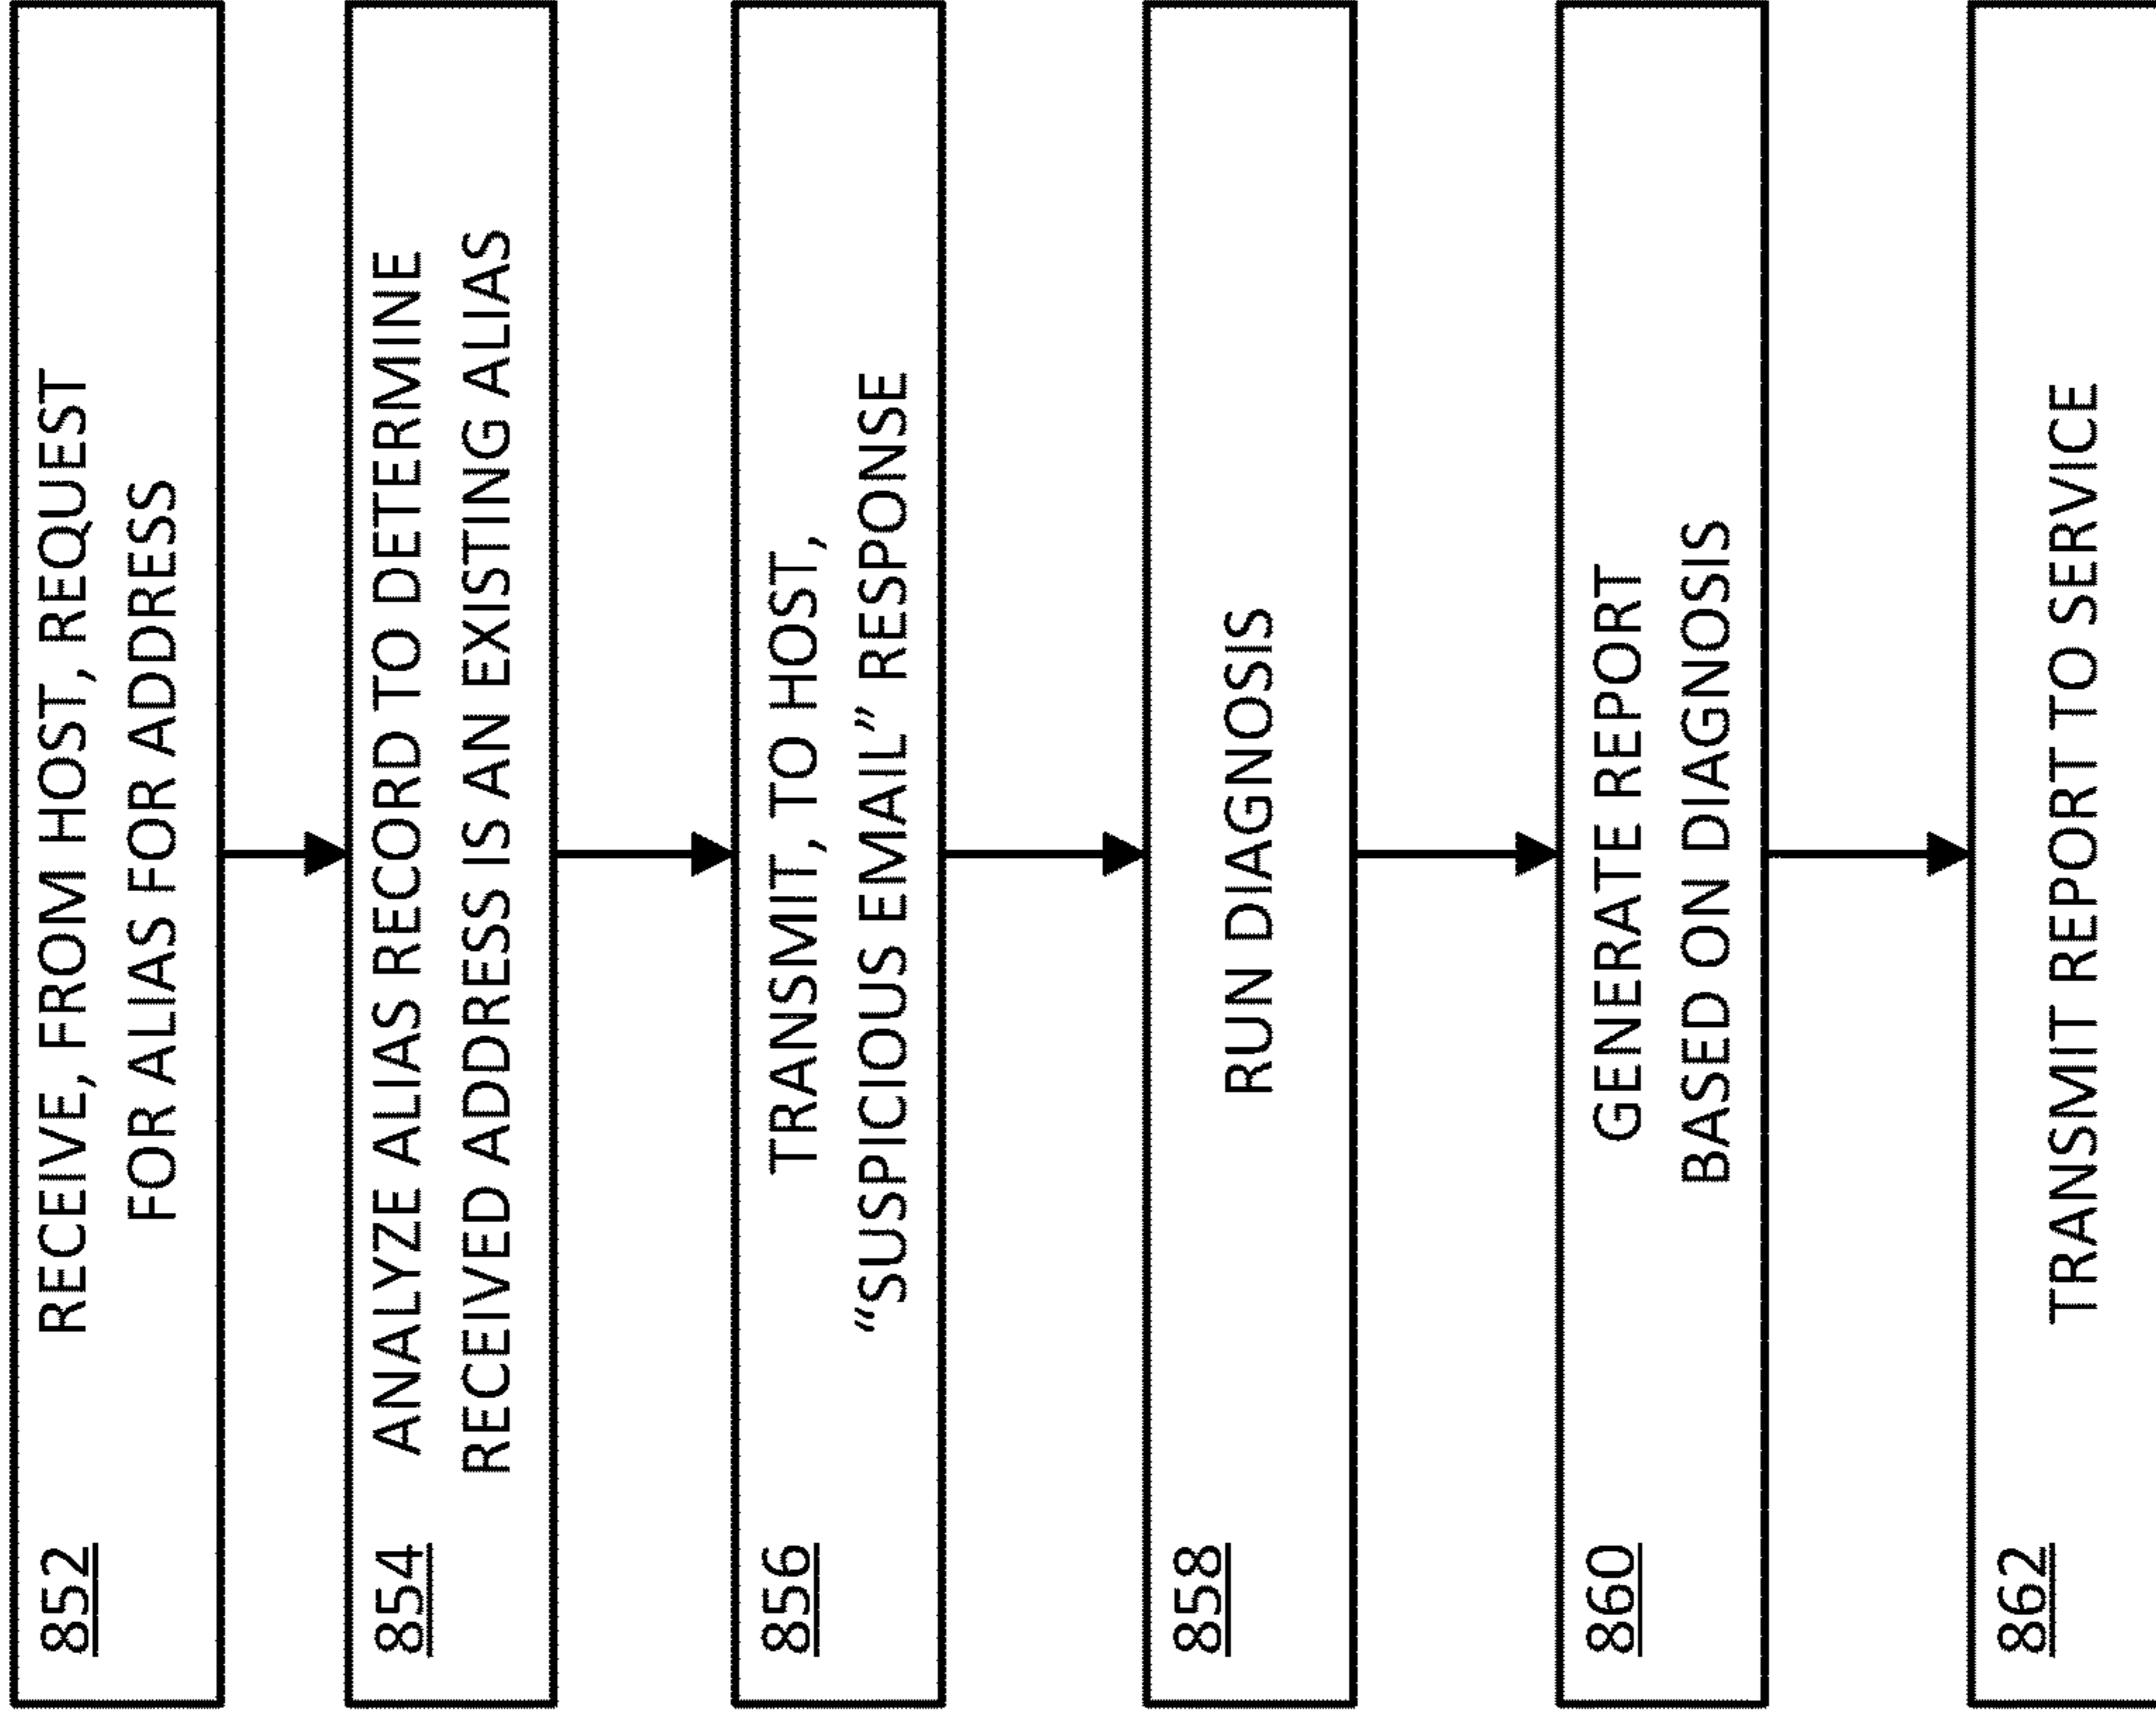 852
RECEIVE, FROM HOST, REQUEST
FOR ALIAS FOR ADDRESS
854
ANALYZE ALIAS RECORD TO DETERMINE
RECEIVED ADDRESS IS AN EXISTING ALIAS
856
TRANSMIT, TO HOST,
“SUSPICIOUS EMAIL” RESPONSE
858
RUN DIAGNOSIS
860
GENERATE REPORT
BASED ON DIAGNOSIS
862
TRANSMIT REPORT TO SERVICE